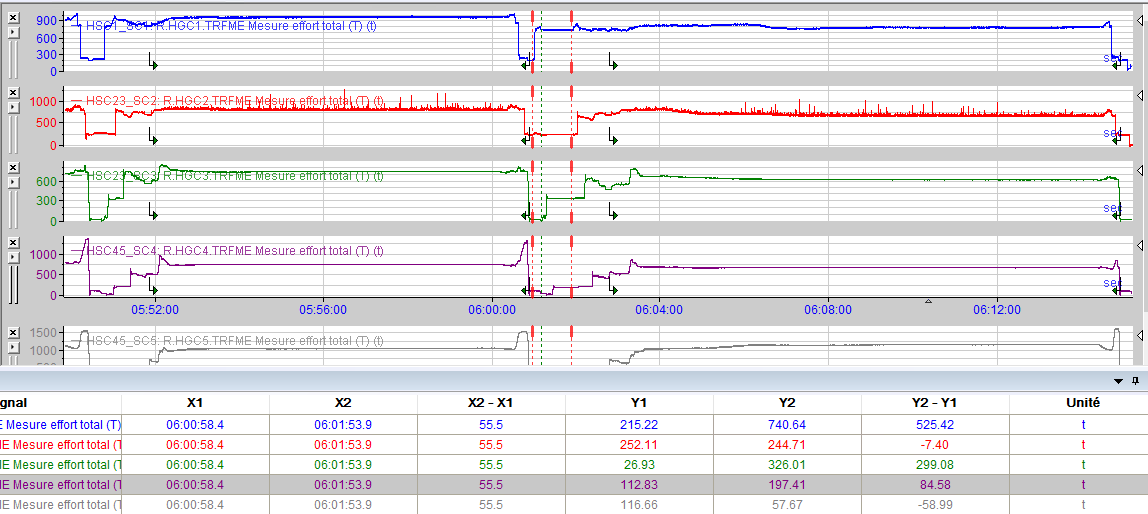 900
600
300
0
HSC1_SC1: R.HGC1.TRFME Mesure effort total (T) (t)
1000
500
0
HSC23_SC2: R.HGC2.TRFME Mesure effort total (T) (t)
600
300
0
HSC23_SC3: R.HGC3.TRFME Mesure effort total (T) (t)
1000
500
0
HSC45_SC4: R.HGC4.TRFME Mesure effort total (T) (t)
05:52:00 05:56:00 06:00:00 06:04:00 06:08:00 06:12:00
1500
1000
HSC45_SC5: R.HGC5.TRFME Mesure effort total (T) (t)
gnal X1 X2 X2 - X1 Y1 Y2 Y2 - Y1 Unité
E Mesure effort total (T) 06:00:58.4 06:01:53.9 55.5 215.22 740.64 525.42 t
ME Mesure effort total (T 06:00:58.4 06:01:53.9 55.5 252.11 244.71 -7.40 t
ME Mesure effort total (T 06:00:58.4 06:01:53.9 55.5 26.93 326.01 299.08 t
ME Mesure effort total (T 06:00:58.4 06:01:53.9 55.5 112.83 197.41 84.58 t
ME Mesure effort total (T 06:00:58.4 06:01:53.9 55.5 116.66 57.67 -58.99 t